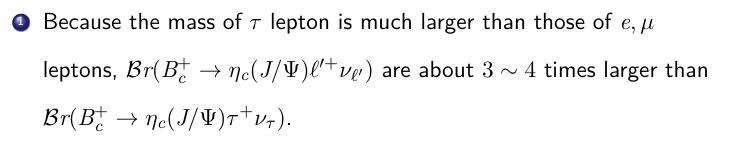 1 Because the mass of τ lepton is much larger than those of e, μ
leptons, Br(B_c^+ → η_c(J/Ψ)ℓ′^+ν_ℓ′) are about 3 ∼ 4 times larger than
Br(B_c^+ → η_c(J/Ψ)τ^+ν_τ).